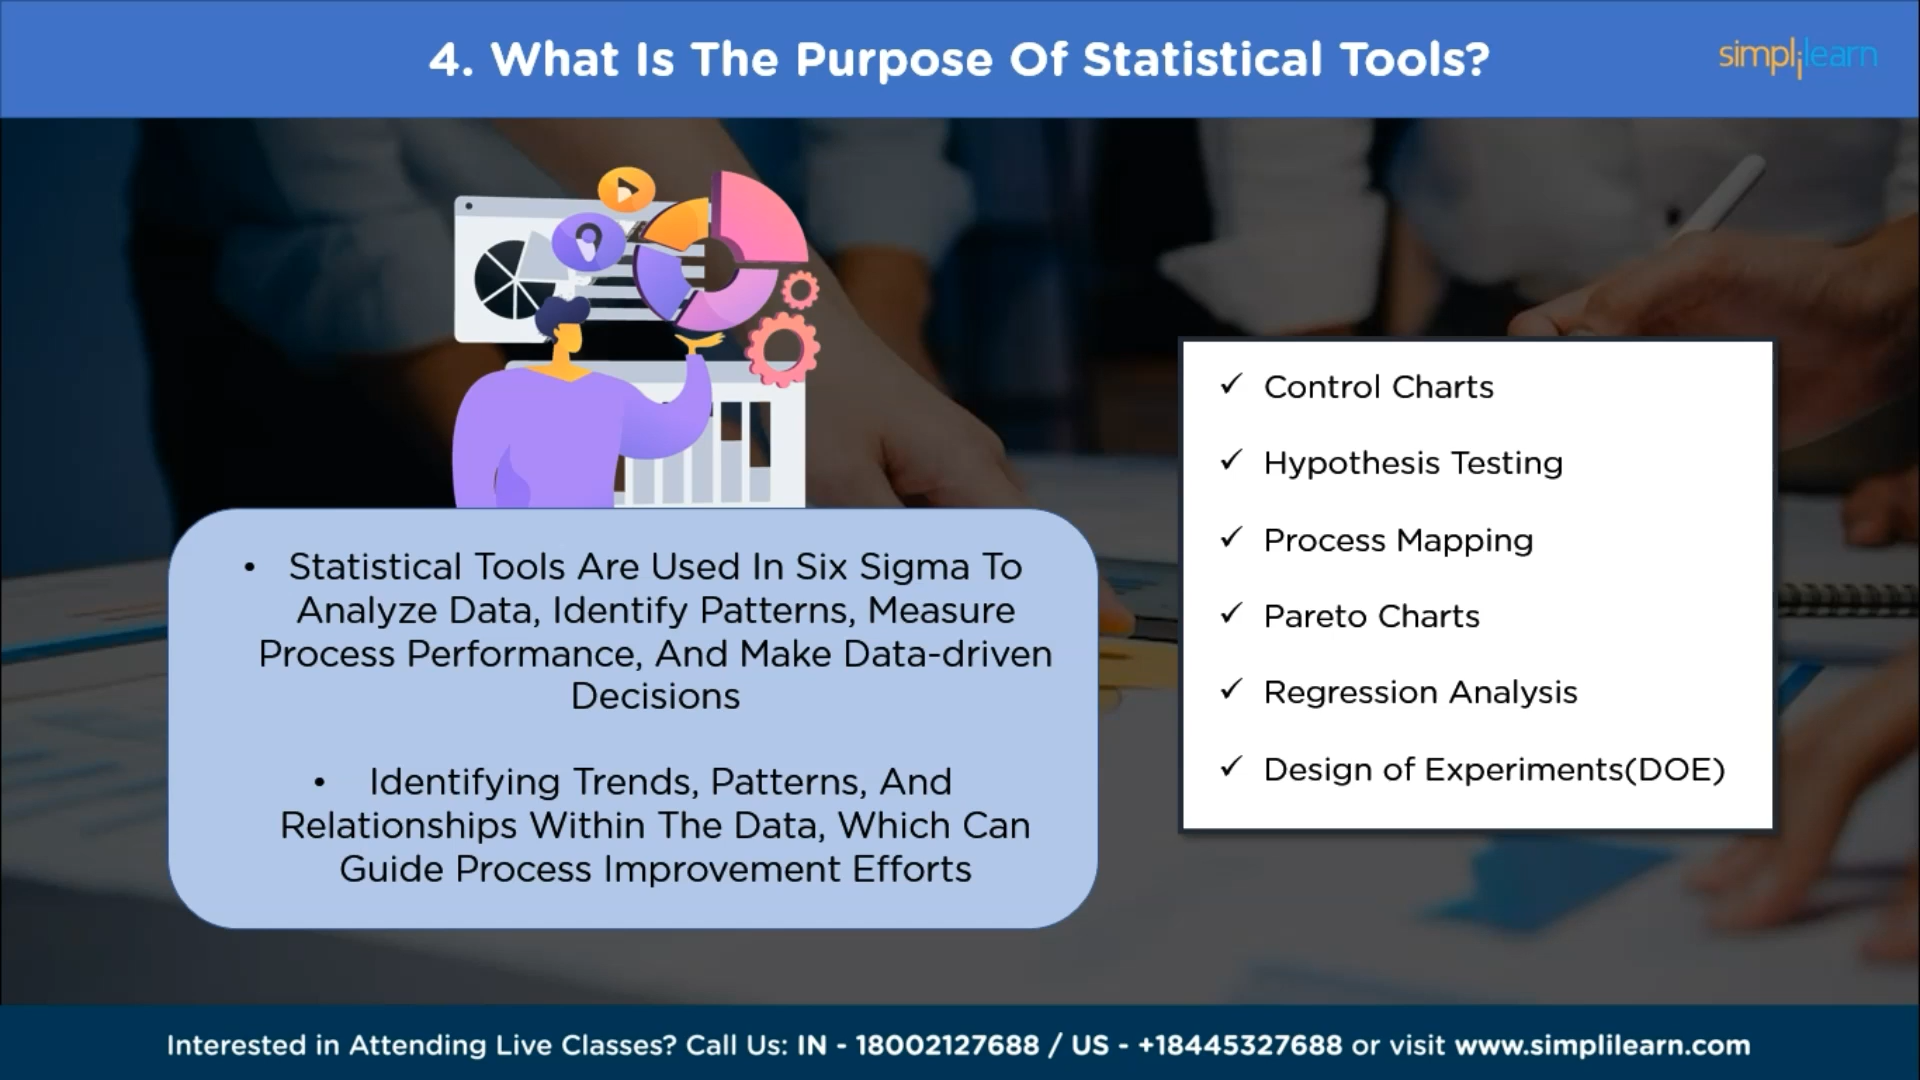 4. What Is The Purpose Of Statistical Tools?
simplilearn
• Statistical Tools Are Used In Six Sigma To
Analyze Data, Identify Patterns, Measure
Process Performance, And Make Data-driven
Decisions
• Identifying Trends, Patterns, And
Relationships Within The Data, Which Can
Guide Process Improvement Efforts
✓ Control Charts
✓ Hypothesis Testing
✓ Process Mapping
✓ Pareto Charts
✓ Regression Analysis
✓ Design of Experiments(DOE)
Interested in Attending Live Classes? Call Us: IN - 18002127688 / US - +18445327688 or visit www.simplilearn.com